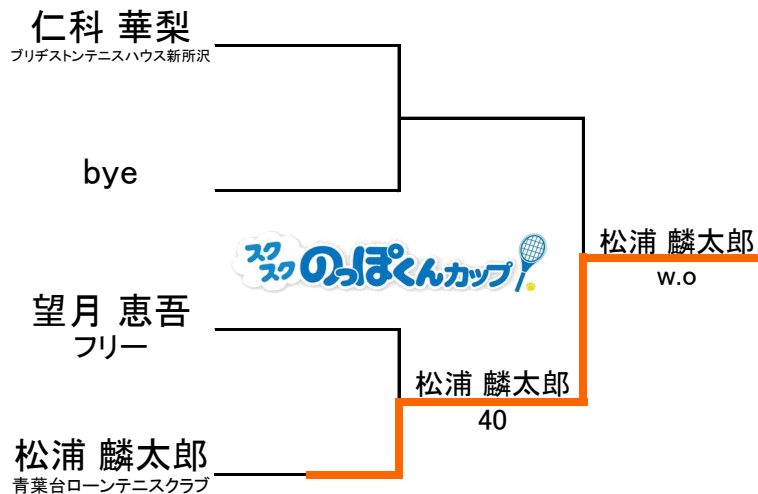 仁科 華梨
ブリヂストンテニスハウス新所沢
bye
スクスク のっぽくんカップ
松浦 麟太郎
w.o
望月 恵吾
フリー
松浦 麟太郎
40
松浦 麟太郎
青葉台ローンテニスクラブ